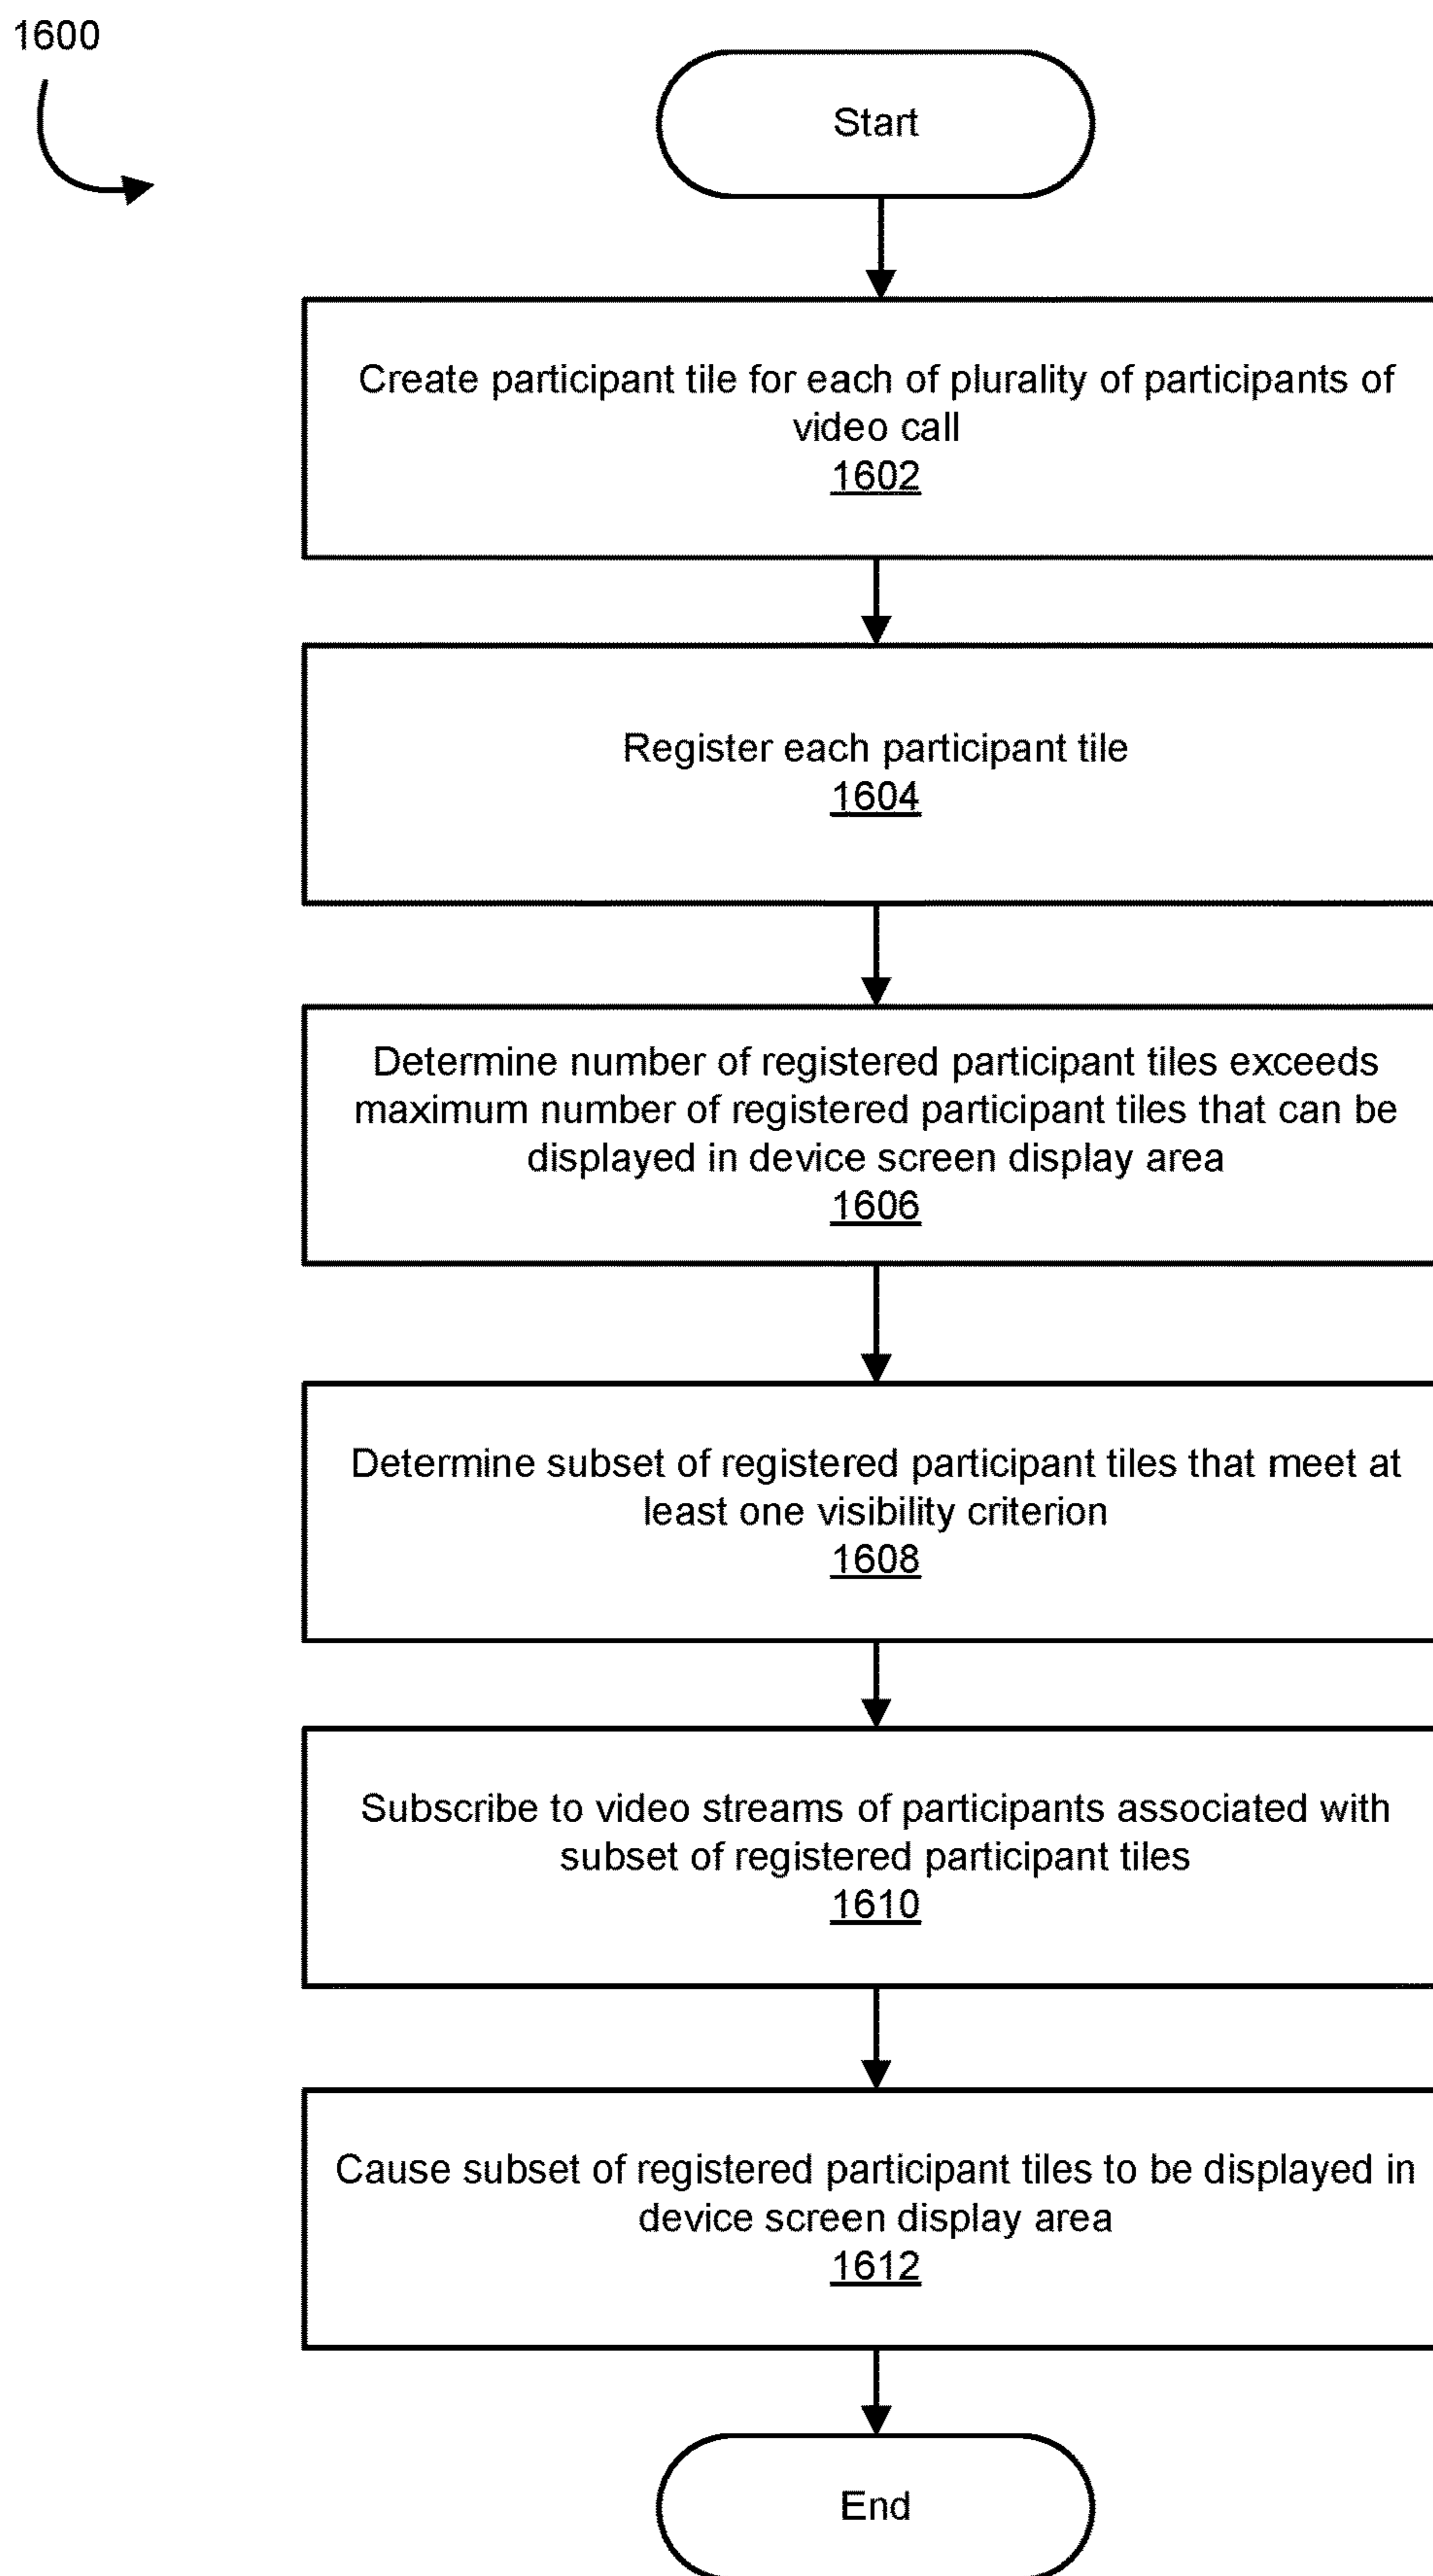 1600
Start
Create participant tile for each of plurality of participants of
video call
1602
Register each participant tile
1604
Determine number of registered participant tiles exceeds
maximum number of registered participant tiles that can be
displayed in device screen display area
1606
Determine subset of registered participant tiles that meet at
least one visibility criterion
1608
Subscribe to video streams of participants associated with
subset of registered participant tiles
1610
Cause subset of registered participant tiles to be displayed in
device screen display area
1612
End